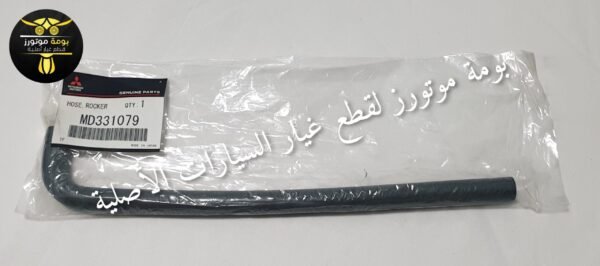 بومة موتورز
قطع غيار أصلية
MITSUBISHI
GENUINE PARTS
HOSE, ROCKER QTY. 1
MD331079
MADE IN JAPAN
بومة موتورز لقطع غيار السيارات الأصلية